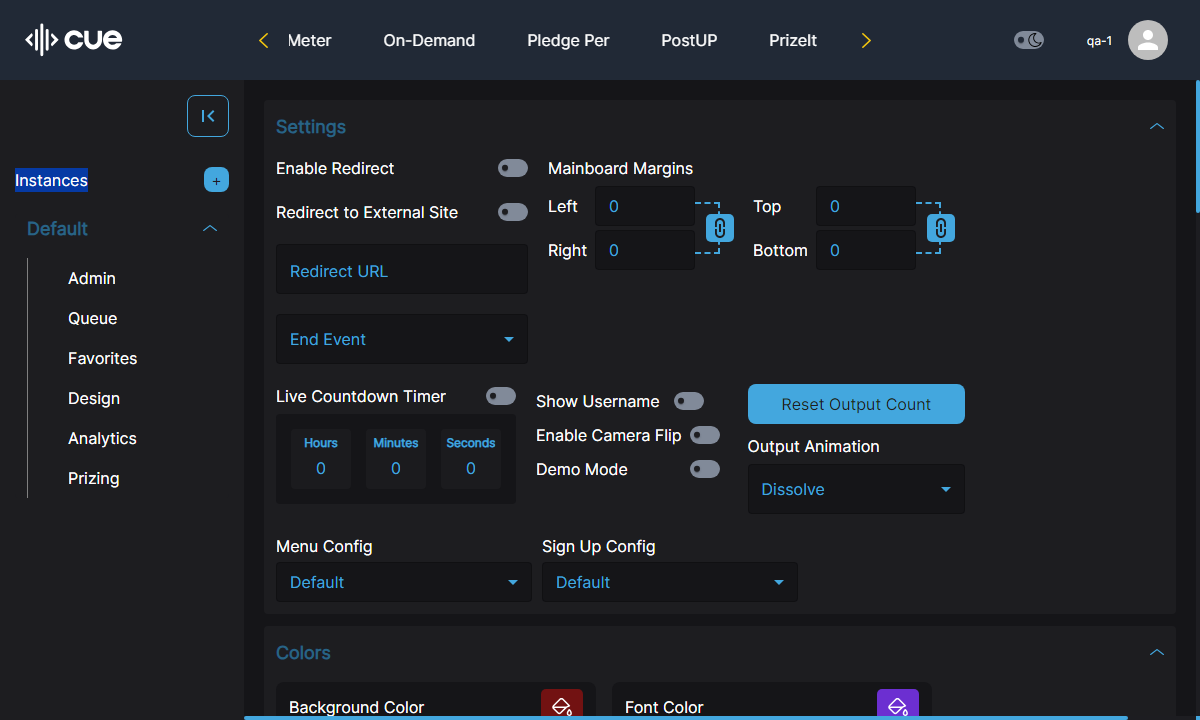 cue
Meter
On-Demand
Pledge Per
PostUP
PrizeIt
qa-1
Instances
+
Default
Admin
Queue
Favorites
Design
Analytics
Prizing
Settings
Enable Redirect
Redirect to External Site
Redirect URL
End Event
Mainboard Margins
Left 0
Right 0
Top 0
Bottom 0
Live Countdown Timer
Hours Minutes Seconds
0 0 0
Show Username
Enable Camera Flip
Demo Mode
Reset Output Count
Output Animation
Dissolve
Menu Config
Default
Sign Up Config
Default
Colors
Background Color
Font Color